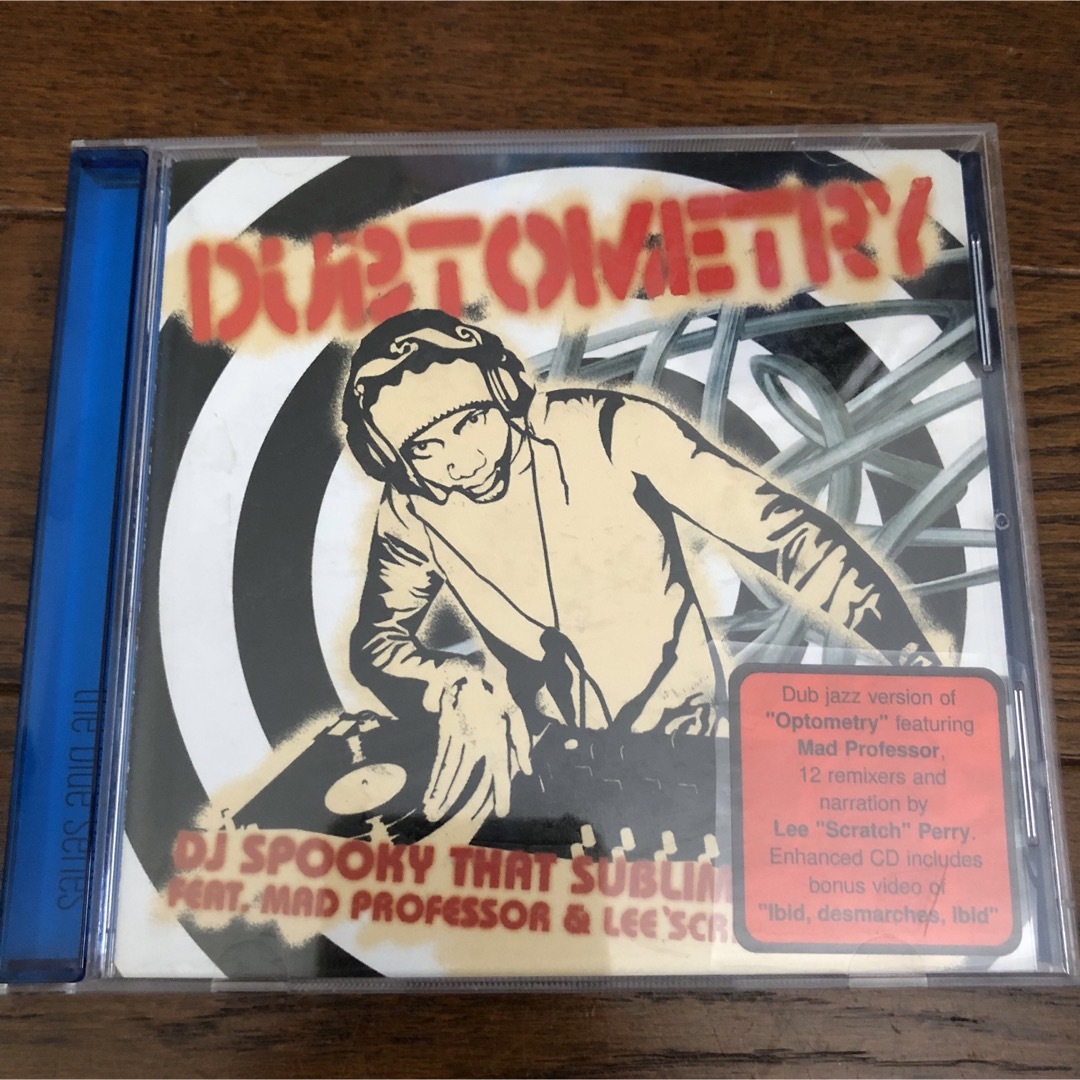 DUBTOMETRY
the blue series
DJ SPOOKY THAT SUBLIM
FEAT. MAD PROFESSOR & LEE 'SCR
Dub jazz version of
"Optometry" featuring
Mad Professor,
12 remixers and
narration by
Lee "Scratch" Perry.
Enhanced CD includes
bonus video of
"Ibid, desmarches, ibid"